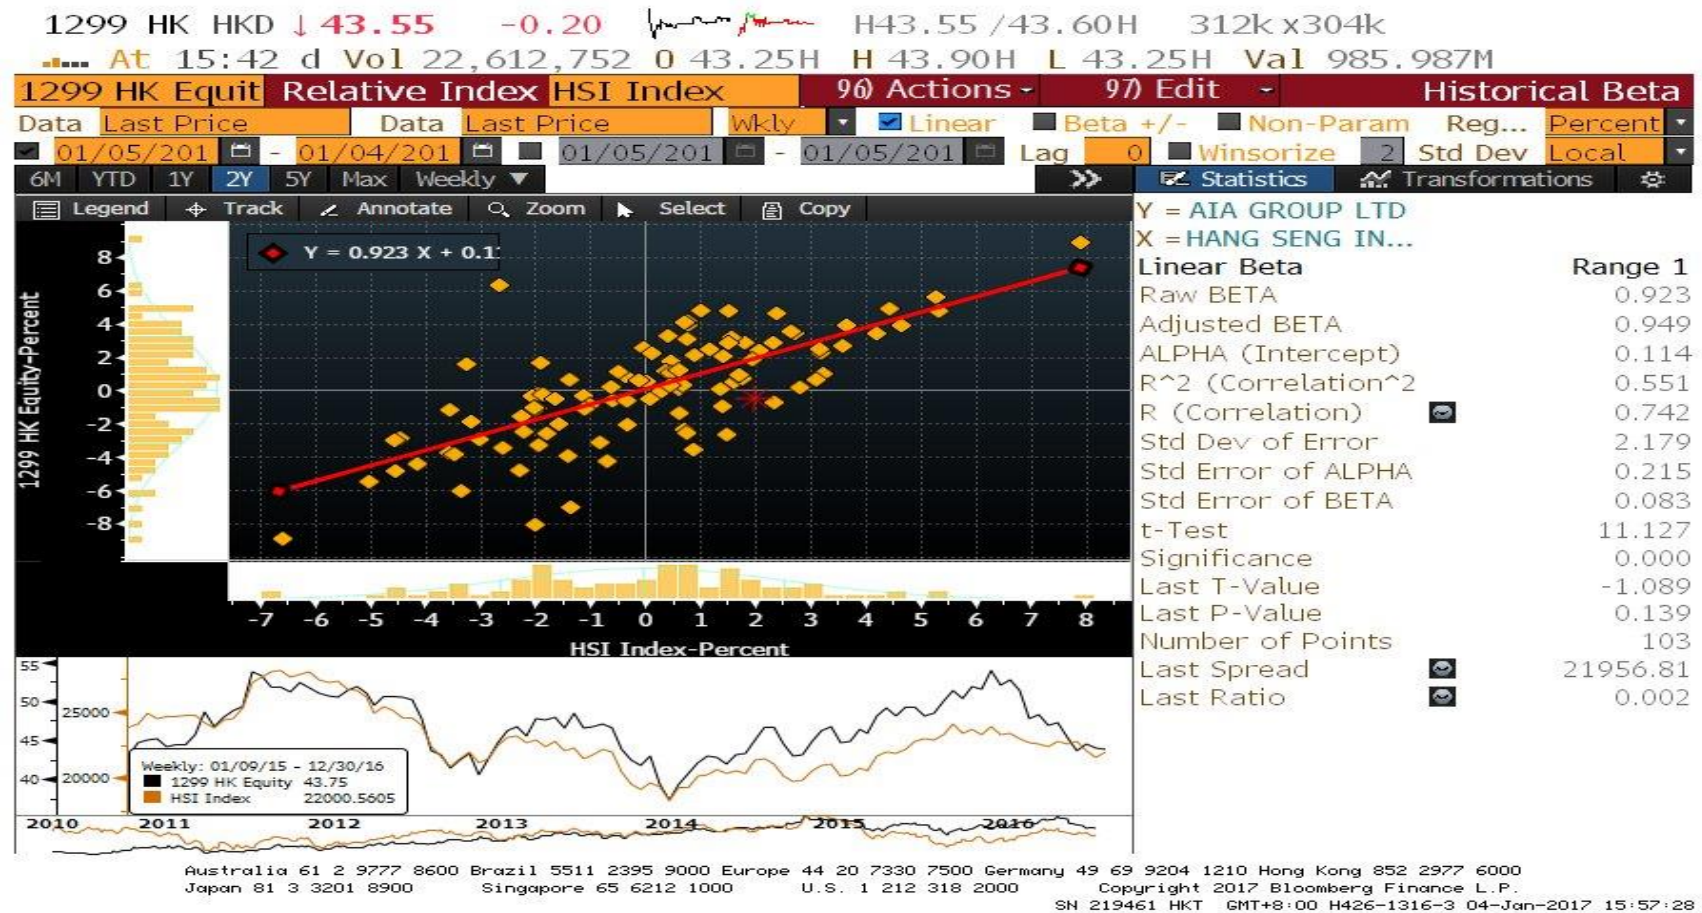 1299 HK HKD ↓ 43.55 -0.20 H43.55 / 43.60H 312k x304k
At 15:42 d Vol 22,612,752 O 43.25H H 43.90H L 43.25H Val 985.987M
1299 HK Equit Relative Index HSI Index 96) Actions 97) Edit Historical Beta
Data Last Price Data Last Price Wkly Linear Beta +/- Non-Param Reg... Percent
01/05/201 - 01/04/201 01/05/201 - 01/05/201 Lag 0 Winsorize 2 Std Dev Local
6M YTD 1Y 2Y 5Y Max Weekly ▼ >> Statistics Transformations
Legend Track Annotate Zoom Select Copy
Y = 0.923 X + 0.1
1299 HK Equity-Percent
8
6
4
2
0
-2
-4
-6
-8
-7 -6 -5 -4 -3 -2 -1 0 1 2 3 4 5 6 7 8
HSI Index-Percent
Y = AIA GROUP LTD
X = HANG SENG IN...
Linear Beta Range 1
Raw BETA 0.923
Adjusted BETA 0.949
ALPHA (Intercept) 0.114
R^2 (Correlation^2 0.551
R (Correlation) 0.742
Std Dev of Error 2.179
Std Error of ALPHA 0.215
Std Error of BETA 0.083
t-Test 11.127
Significance 0.000
Last T-Value -1.089
Last P-Value 0.139
Number of Points 103
Last Spread 21956.81
Last Ratio 0.002
55
50
45
40
25000
20000
Weekly: 01/09/15 - 12/30/16
1299 HK Equity 43.75
HSI Index 22000.5605
2010 2011 2012 2013 2014 2015 2016
Australia 61 2 9777 8600 Brazil 5511 2395 9000 Europe 44 20 7330 7500 Germany 49 69 9204 1210 Hong Kong 852 2977 6000
Japan 81 3 3201 8900 Singapore 65 6212 1000 U.S. 1 212 318 2000 Copyright 2017 Bloomberg Finance L.P.
SN 219461 HKT GMT+8:00 H426-1316-3 04-Jan-2017 15:57:28